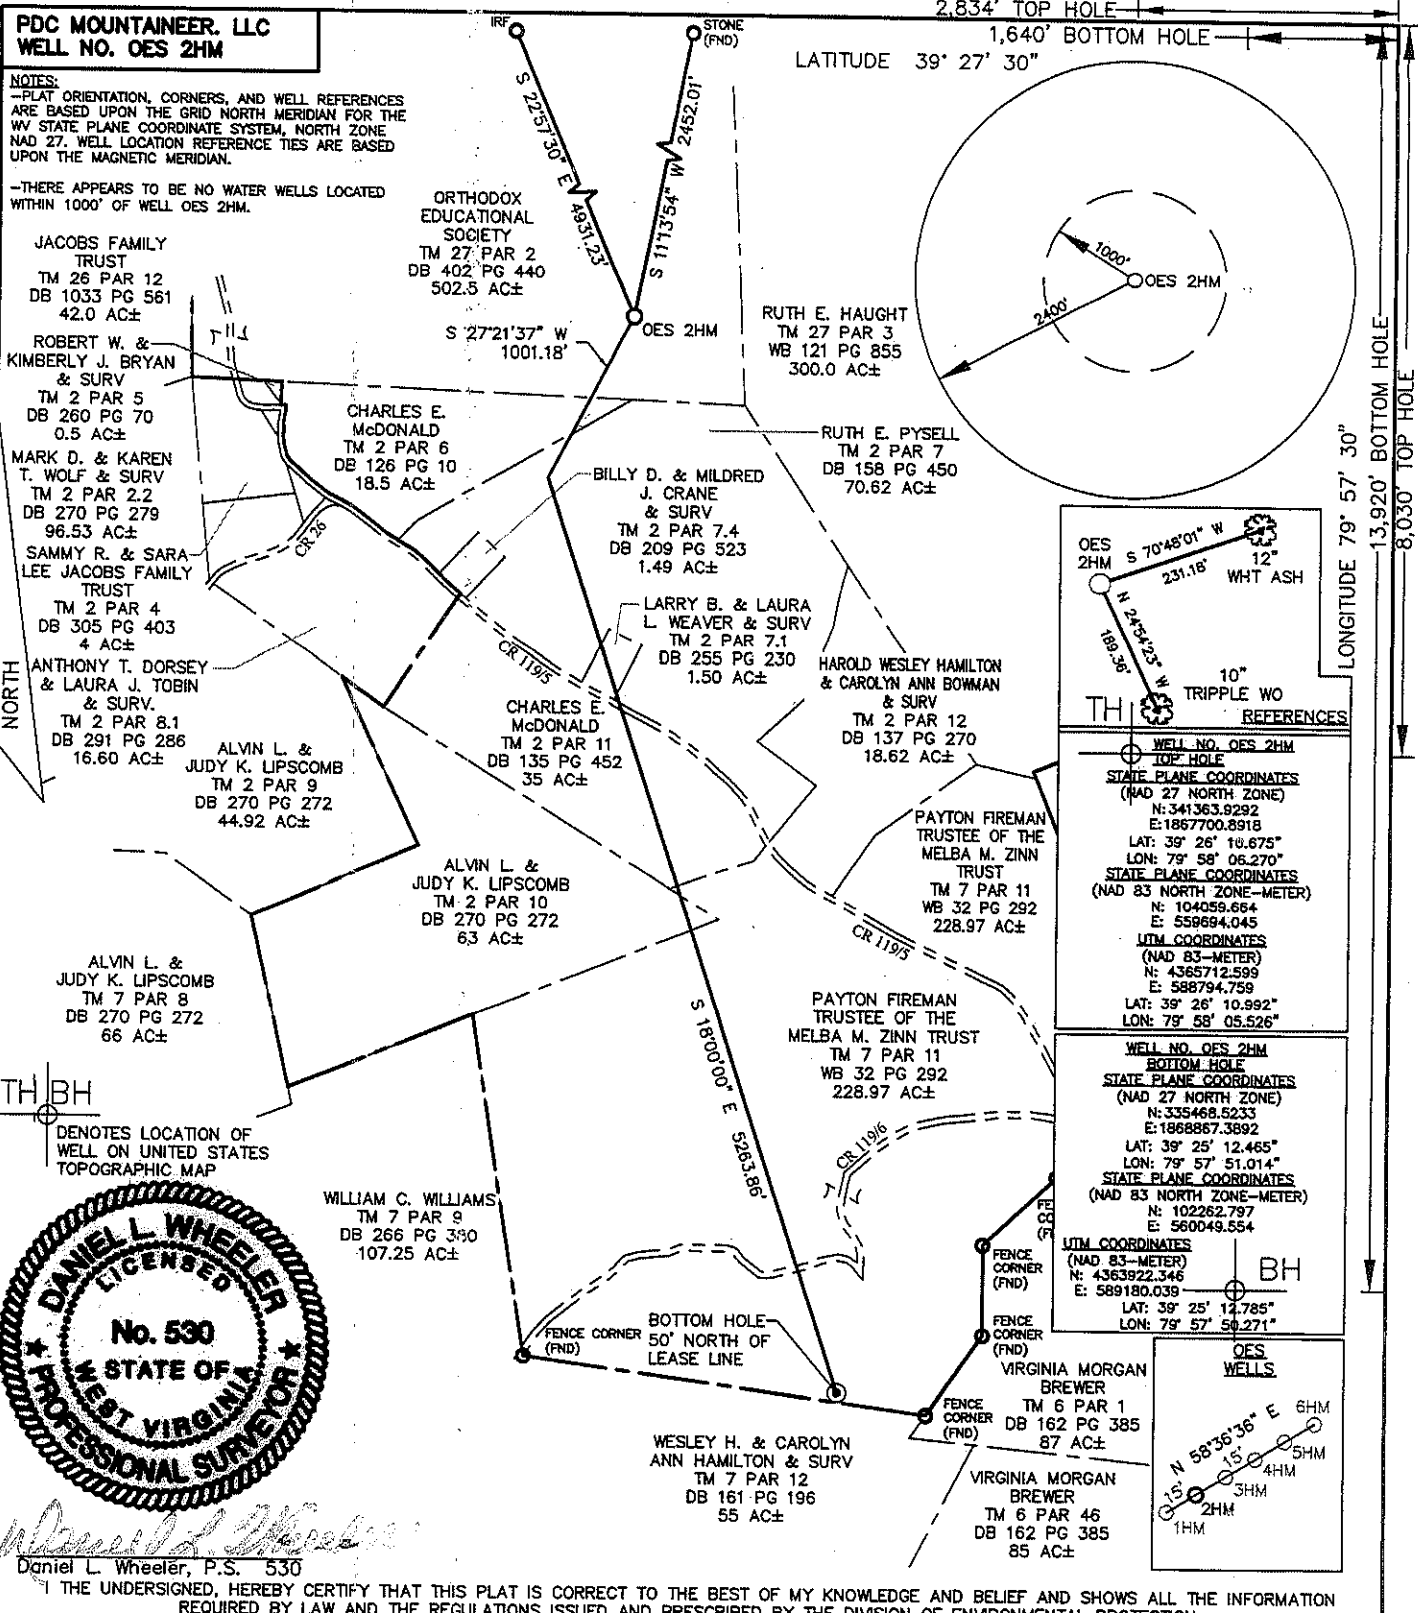 PDC MOUNTAINEER. LLC
WELL NO. OES 2HM
NOTES:
-PLAT ORIENTATION, CORNERS, AND WELL REFERENCES
ARE BASED UPON THE GRID NORTH MERIDIAN FOR THE
WV STATE PLANE COORDINATE SYSTEM, NORTH ZONE
NAD 27. WELL LOCATION REFERENCE TIES ARE BASED
UPON THE MAGNETIC MERIDIAN.
-THERE APPEARS TO BE NO WATER WELLS LOCATED
WITHIN 1000' OF WELL OES 2HM.
2,834' TOP HOLE
1,640' BOTTOM HOLE
LATITUDE 39° 27' 30"
IRF
STONE
(FND)
S 22°57'30" E 4931.23'
S 11°13'54" W 2452.01'
ORTHODOX
EDUCATIONAL
SOCIETY
TM 27 PAR 2
DB 402 PG 440
502.5 AC±
OES 2HM
S 27°21'37" W
1001.18'
RUTH E. HAUGHT
TM 27 PAR 3
WB 121 PG 855
300.0 AC±
1000'
OES 2HM
2400'
LONGITUDE 79° 57' 30"
13,920' BOTTOM HOLE
8,030' TOP HOLE
JACOBS FAMILY
TRUST
TM 26 PAR 12
DB 1033 PG 561
42.0 AC±
ROBERT W. &
KIMBERLY J. BRYAN
& SURV
TM 2 PAR 5
DB 260 PG 70
0.5 AC±
MARK D. & KAREN
T. WOLF & SURV
TM 2 PAR 2.2
DB 270 PG 279
96.53 AC±
SAMMY R. & SARA
LEE JACOBS FAMILY
TRUST
TM 2 PAR 4
DB 305 PG 403
4 AC±
ANTHONY T. DORSEY
& LAURA J. TOBIN
& SURV.
TM 2 PAR 8.1
DB 291 PG 286
16.60 AC±
NORTH
CR 26
CHARLES E.
McDONALD
TM 2 PAR 6
DB 126 PG 10
18.5 AC±
RUTH E. PYSELL
TM 2 PAR 7
DB 158 PG 450
70.62 AC±
BILLY D. & MILDRED
J. CRANE
& SURV
TM 2 PAR 7.4
DB 209 PG 523
1.49 AC±
LARRY B. & LAURA
L. WEAVER & SURV
TM 2 PAR 7.1
DB 255 PG 230
1.50 AC±
CR 119/5
CHARLES E.
McDONALD
TM 2 PAR 11
DB 135 PG 452
35 AC±
HAROLD WESLEY HAMILTON
& CAROLYN ANN BOWMAN
& SURV
TM 2 PAR 12
DB 137 PG 270
18.62 AC±
OES
2HM
S 70°48'01" W
231.18'
12"
WHT ASH
N 24°54'23" W
189.36'
10"
TRIPPLE WO
REFERENCES
TH
ALVIN L. &
JUDY K. LIPSCOMB
TM 2 PAR 9
DB 270 PG 272
44.92 AC±
ALVIN L. &
JUDY K. LIPSCOMB
TM 2 PAR 10
DB 270 PG 272
63 AC±
PAYTON FIREMAN
TRUSTEE OF THE
MELBA M. ZINN
TRUST
TM 7 PAR 11
WB 32 PG 292
228.97 AC±
CR 119/5
WELL NO. OES 2HM
TOP HOLE
STATE PLANE COORDINATES
(NAD 27 NORTH ZONE)
N:341363.9292
E:1867700.8918
LAT: 39° 26' 10.675"
LON: 79° 58' 06.270"
STATE PLANE COORDINATES
(NAD 83 NORTH ZONE-METER)
N: 104059.664
E: 559694.045
UTM COORDINATES
(NAD 83-METER)
N: 4365712.599
E: 588794.759
LAT: 39° 26' 10.992"
LON: 79° 58' 05.526"
ALVIN L. &
JUDY K. LIPSCOMB
TM 7 PAR 8
DB 270 PG 272
66 AC±
PAYTON FIREMAN
TRUSTEE OF THE
MELBA M. ZINN TRUST
TM 7 PAR 11
WB 32 PG 292
228.97 AC±
S 18°00'00" E 5263.86'
CR 119/6
WELL NO. OES 2HM
BOTTOM HOLE
STATE PLANE COORDINATES
(NAD 27 NORTH ZONE)
N:335468.5233
E:1868867.3892
LAT: 39° 25' 12.465"
LON: 79° 57' 51.014"
STATE PLANE COORDINATES
(NAD 83 NORTH ZONE-METER)
N: 102262.797
E: 560049.554
UTM COORDINATES
(NAD 83-METER)
N: 4363922.346
E: 589180.039
LAT: 39° 25' 12.785"
LON: 79° 57' 50.271"
BH
TH BH
DENOTES LOCATION OF
WELL ON UNITED STATES
TOPOGRAPHIC MAP
WILLIAM C. WILLIAMS
TM 7 PAR 9
DB 266 PG 380
107.25 AC±
FENCE CORNER
(FND)
BOTTOM HOLE
50' NORTH OF
LEASE LINE
FE
CO
(F
FENCE
CORNER
(FND)
FENCE
CORNER
(FND)
FENCE
CORNER
(FND)
VIRGINIA MORGAN
BREWER
TM 6 PAR 1
DB 162 PG 385
87 AC±
WESLEY H. & CAROLYN
ANN HAMILTON & SURV
TM 7 PAR 12
DB 161 PG 196
55 AC±
VIRGINIA MORGAN
BREWER
TM 6 PAR 46
DB 162 PG 385
85 AC±
OES
WELLS
N 58°36'36" E
15'
15'
6HM
5HM
4HM
3HM
2HM
1HM
DANIEL L. WHEELER
LICENSED
No. 530
STATE OF
WEST VIRGINIA
PROFESSIONAL SURVEYOR
Daniel L. Wheeler
Daniel L. Wheeler, P.S. 530
I THE UNDERSIGNED, HEREBY CERTIFY THAT THIS PLAT IS CORRECT TO THE BEST OF MY KNOWLEDGE AND BELIEF AND SHOWS ALL THE INFORMATION
REQUIRED BY LAW AND THE REGULATIONS ISSUED AND PRESCRIBED BY THE DIVISION OF ENVIRONMENTAL PROTECTION